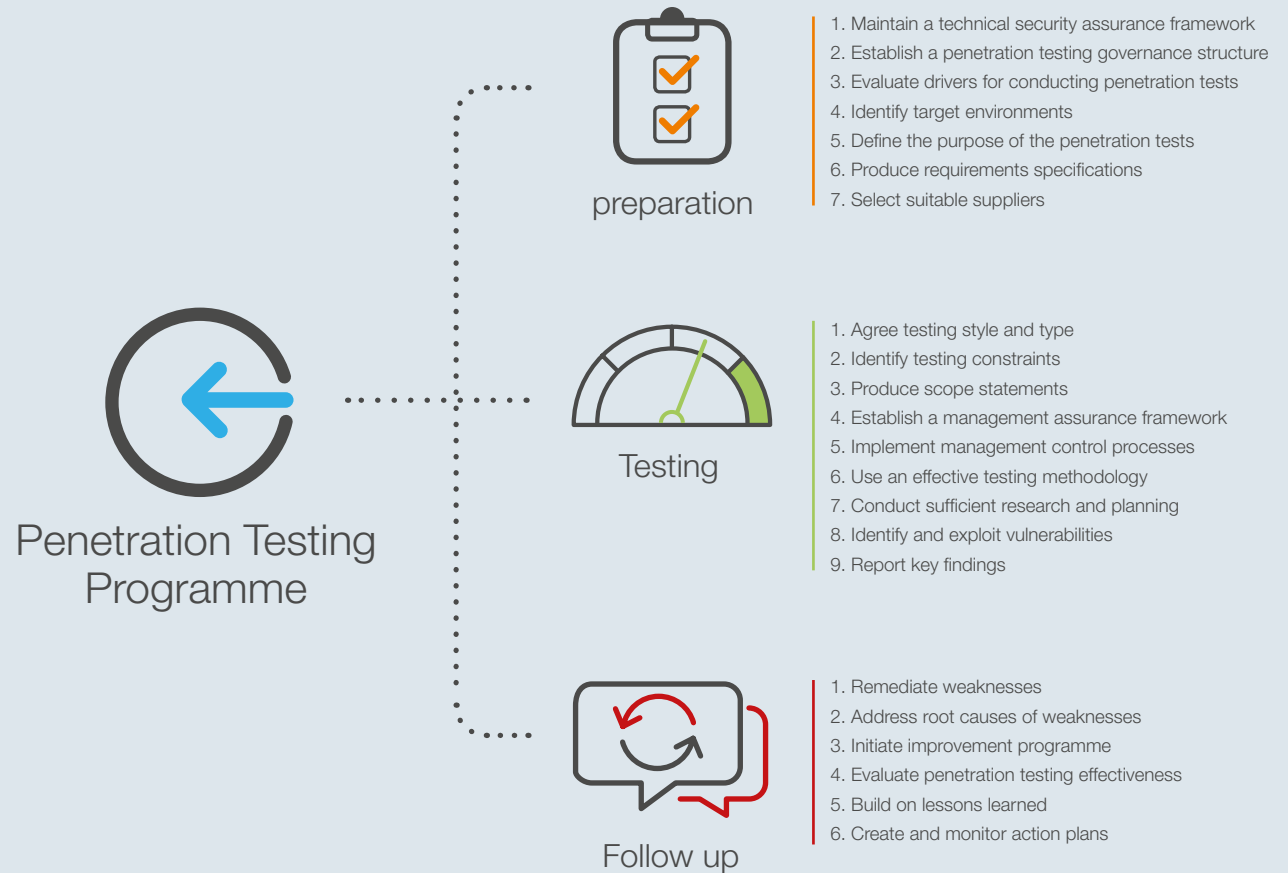 Penetration Testing
Programme
preparation
1. Maintain a technical security assurance framework
2. Establish a penetration testing governance structure
3. Evaluate drivers for conducting penetration tests
4. Identify target environments
5. Define the purpose of the penetration tests
6. Produce requirements specifications
7. Select suitable suppliers
Testing
1. Agree testing style and type
2. Identify testing constraints
3. Produce scope statements
4. Establish a management assurance framework
5. Implement management control processes
6. Use an effective testing methodology
7. Conduct sufficient research and planning
8. Identify and exploit vulnerabilities
9. Report key findings
Follow up
1. Remediate weaknesses
2. Address root causes of weaknesses
3. Initiate improvement programme
4. Evaluate penetration testing effectiveness
5. Build on lessons learned
6. Create and monitor action plans